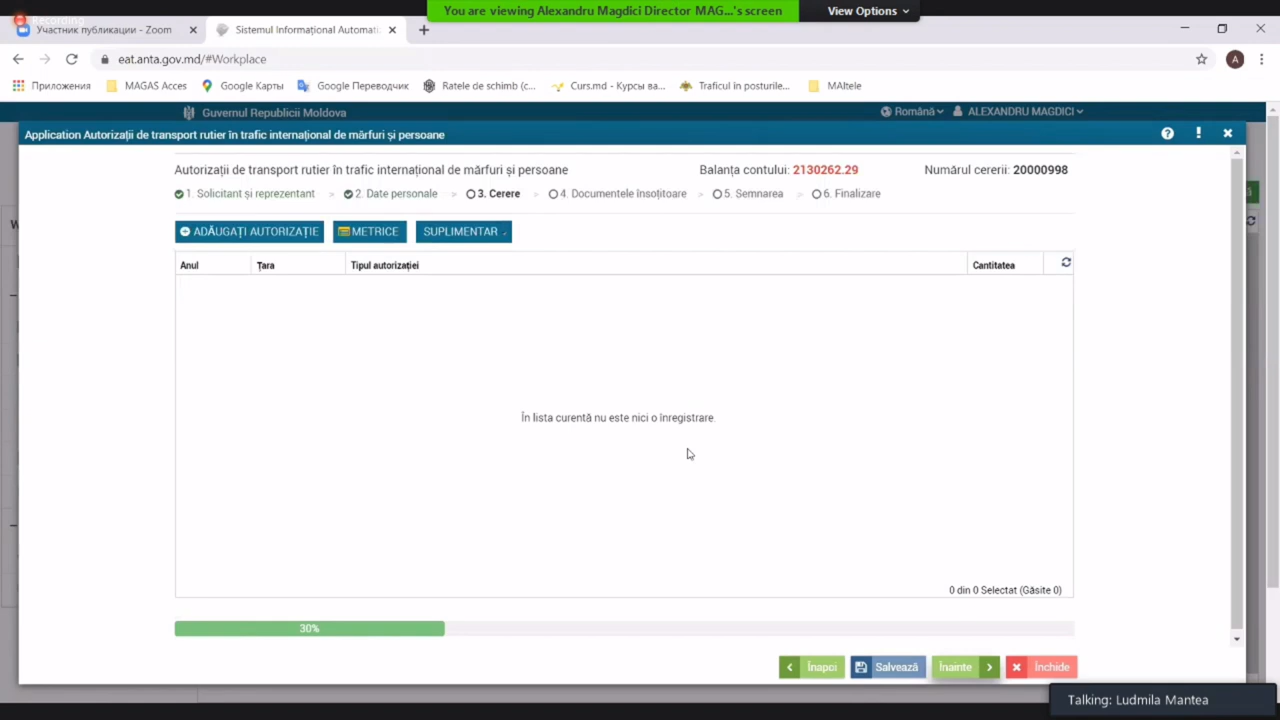 You are viewing Alexandru Magdici Director MAG...'s screen
View Options
Recording
Участник публикации - Zoom
Sistemul Informațional Automat
eat.anta.gov.md/#Workplace
A
Приложения
MAGAS Acces
Google Карты
Google Переводчик
Ratele de schimb (c...
Curs.md - Курсы ва...
Traficul în posturile...
MAItele
Guvernul Republicii Moldova
Română
ALEXANDRU MAGDICI
Application Autorizații de transport rutier în trafic internațional de mărfuri și persoane
Autorizații de transport rutier în trafic internațional de mărfuri și persoane
Balanța contului: 2130262.29
Numărul cererii: 20000998
1. Solicitant și reprezentant > 2. Date personale > 3. Cerere > 4. Documentele însoțitoare > 5. Semnarea > 6. Finalizare
ADĂUGAȚI AUTORIZAȚIE
METRICE
SUPLIMENTAR
Anul Țara Tipul autorizației Cantitatea
În lista curentă nu este nici o înregistrare.
0 din 0 Selectat (Găsite 0)
30%
Înapoi
Salvează
Înainte
Închide
Talking: Ludmila Mantea